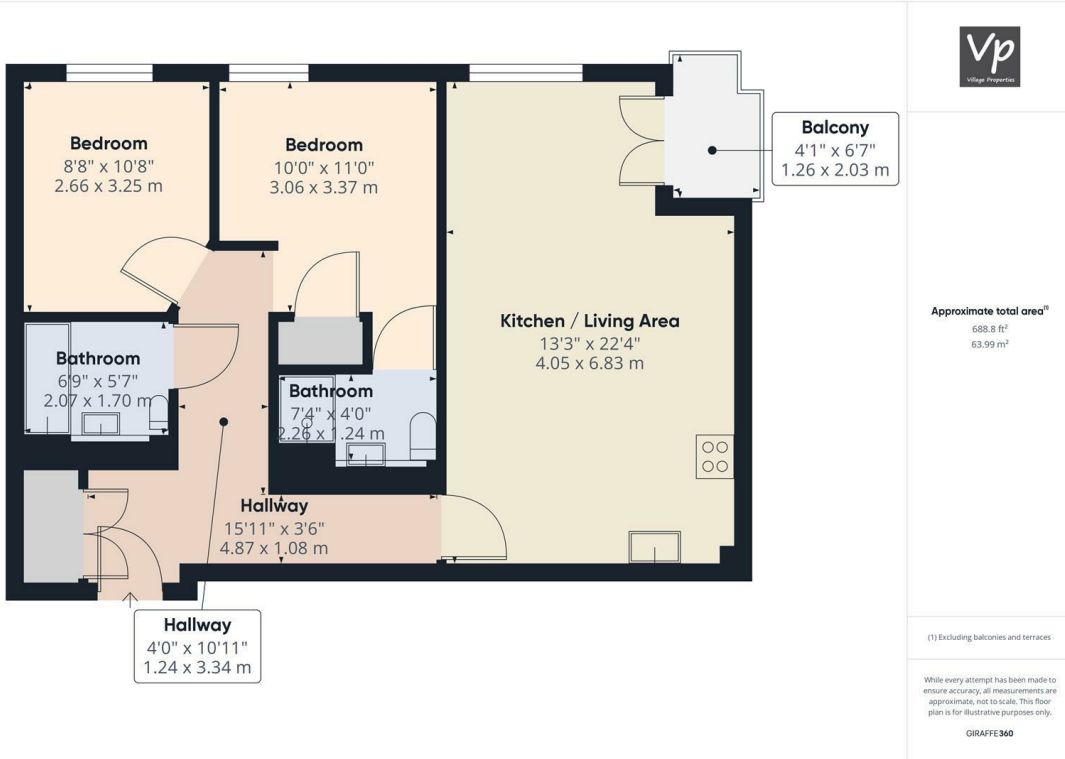 Bedroom
8'8" x 10'8"
2.66 x 3.25 m
Bedroom
10'0" x 11'0"
3.06 x 3.37 m
Balcony
4'1" x 6'7"
1.26 x 2.03 m
Kitchen / Living Area
13'3" x 22'4"
4.05 x 6.83 m
Bathroom
6'9" x 5'7"
2.07 x 1.70 m
Bathroom
7'4" x 4'0"
2.26 x 1.24 m
Hallway
15'11" x 3'6"
4.87 x 1.08 m
Hallway
4'0" x 10'11"
1.24 x 3.34 m
Vp
Village Properties
Approximate total area(1)
688.8 ft²
63.99 m²
(1) Excluding balconies and terraces
While every attempt has been made to
ensure accuracy, all measurements are
approximate, not to scale. This floor
plan is for illustrative purposes only.
GIRAFFE360